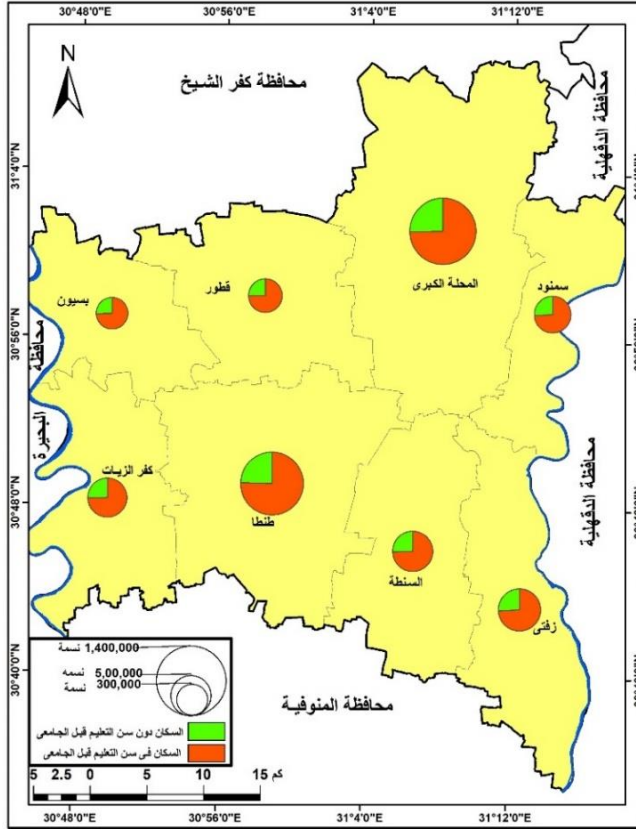 30°48'0"E 30°56'0"E 31°4'0"E 31°12'0"E
N
محافظة كفر الشيخ
محافظة الدقهلية
31°4'0"N
المحلة الكبرى
سمنود
قطور
بسيون
30°56'0"N
محافظة
البحيرة
كفر الزيات
طنطا
السنطة
زفتى
محافظة الدقهلية
30°48'0"N
30°40'0"N
محافظة المنوفية
1,400,000 نسمة
5,00,000 نسمه
300,000 نسمة
السكان دون سن التعليم قبل الجامعى
السكان فى سن التعليم قبل الجامعى
5 2.5 0 5 10 15 كم
30°48'0"E 30°56'0"E 31°4'0"E 31°12'0"E